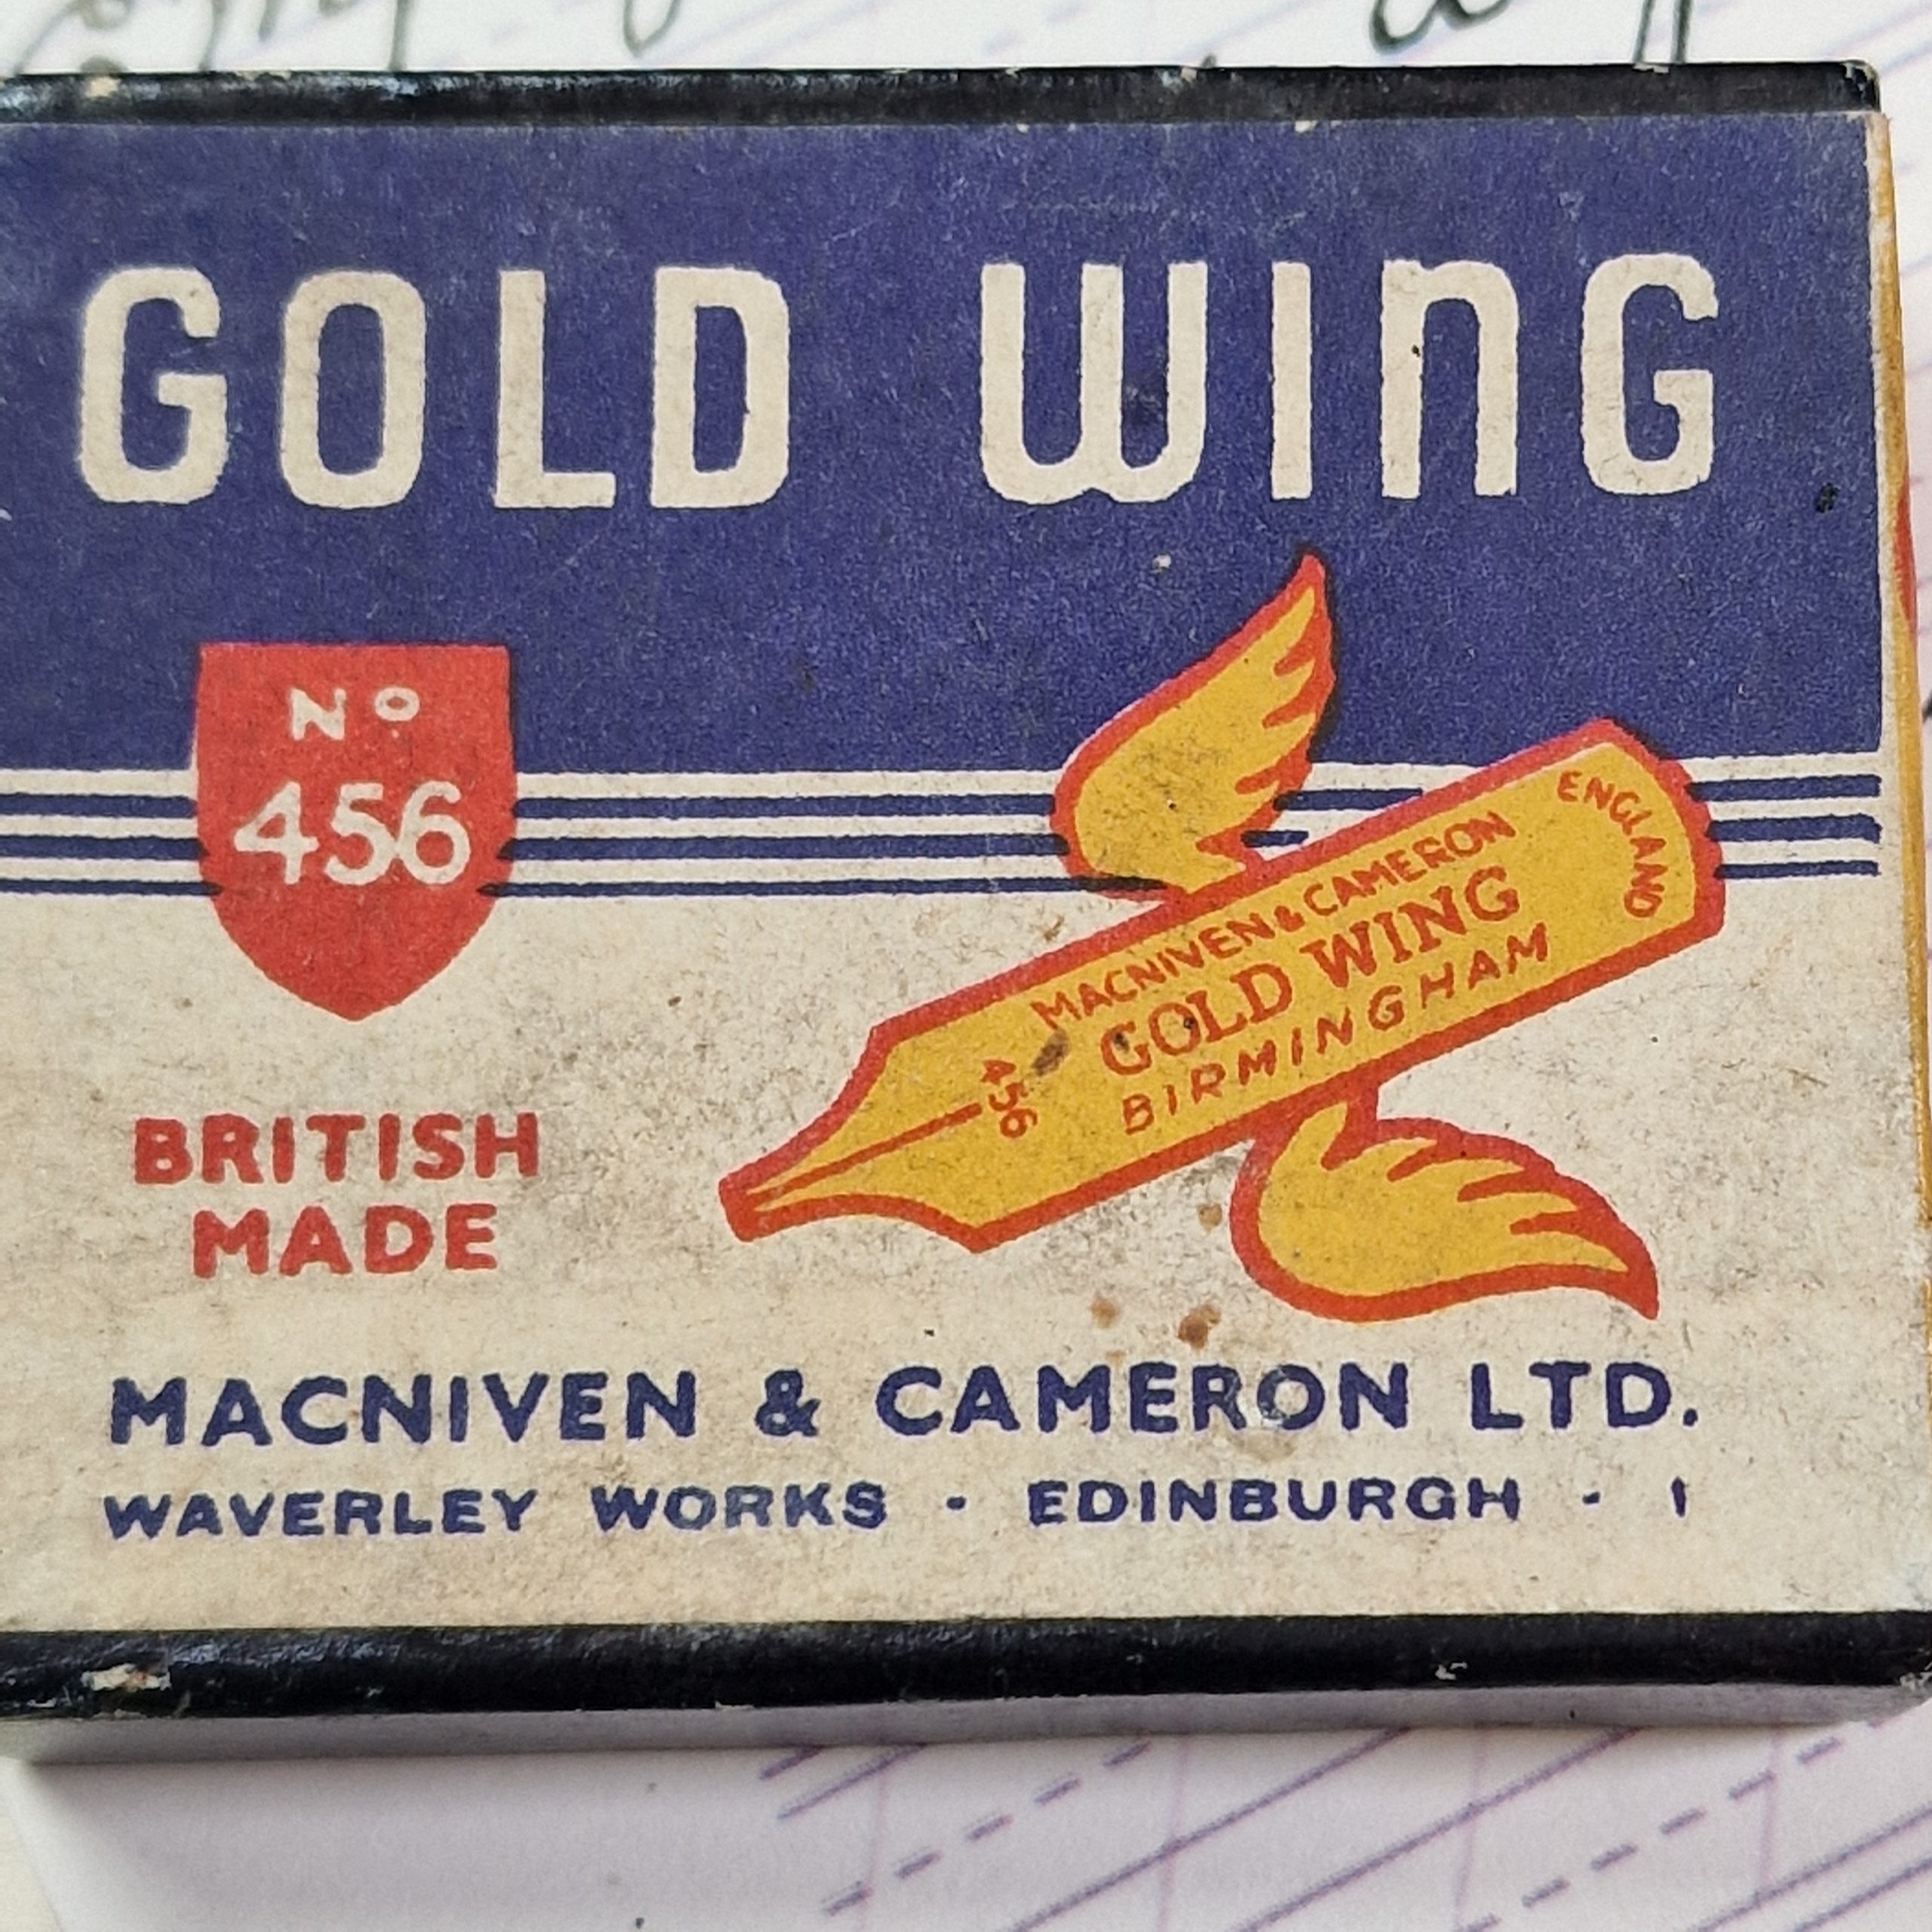 GOLD WING
No
456
MACNIVEN & CAMERON
GOLD WING
BIRMINGHAM
ENGLAND
456
BRITISH
MADE
MACNIVEN & CAMERON LTD.
WAVERLEY WORKS - EDINBURGH - 1